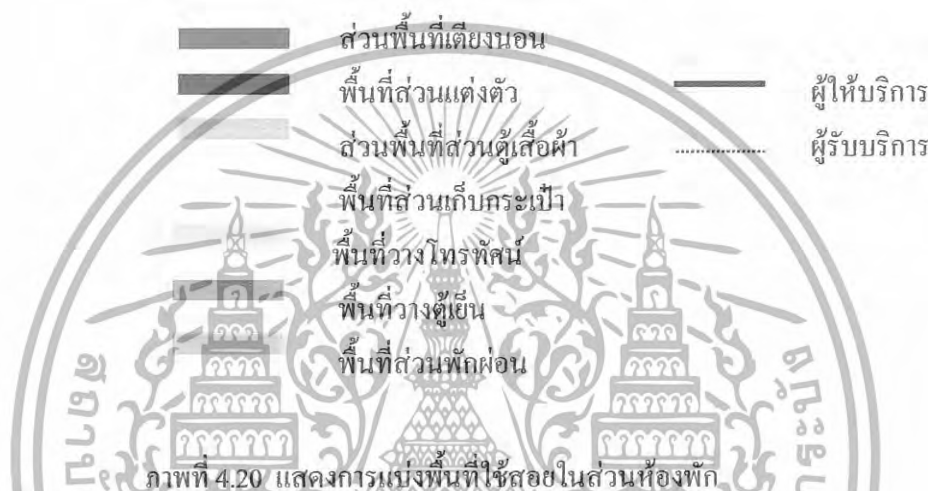 ส่วนพื้นที่เตียงนอน
พื้นที่ส่วนแต่งตัว
ผู้ให้บริการ
ส่วนพื้นที่ส่วนตู้เสื้อผ้า
ผู้รับบริการ
พื้นที่ส่วนเก็บกระเป๋า
พื้นที่วางโทรทัศน์
พื้นที่วางตู้เย็น
พื้นที่ส่วนพักผ่อน
ภาพที่ 4.20 แสดงการแบ่งพื้นที่ใช้สอยในส่วนห้องพัก